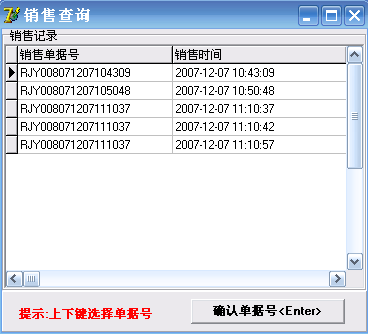 销售查询
销售记录
销售单据号 销售时间
RJY008071207104309 2007-12-07 10:43:09
RJY008071207105048 2007-12-07 10:50:48
RJY008071207111037 2007-12-07 11:10:37
RJY008071207111037 2007-12-07 11:10:42
RJY008071207111037 2007-12-07 11:10:57
提示:上下键选择单据号 确认单据号<Enter>